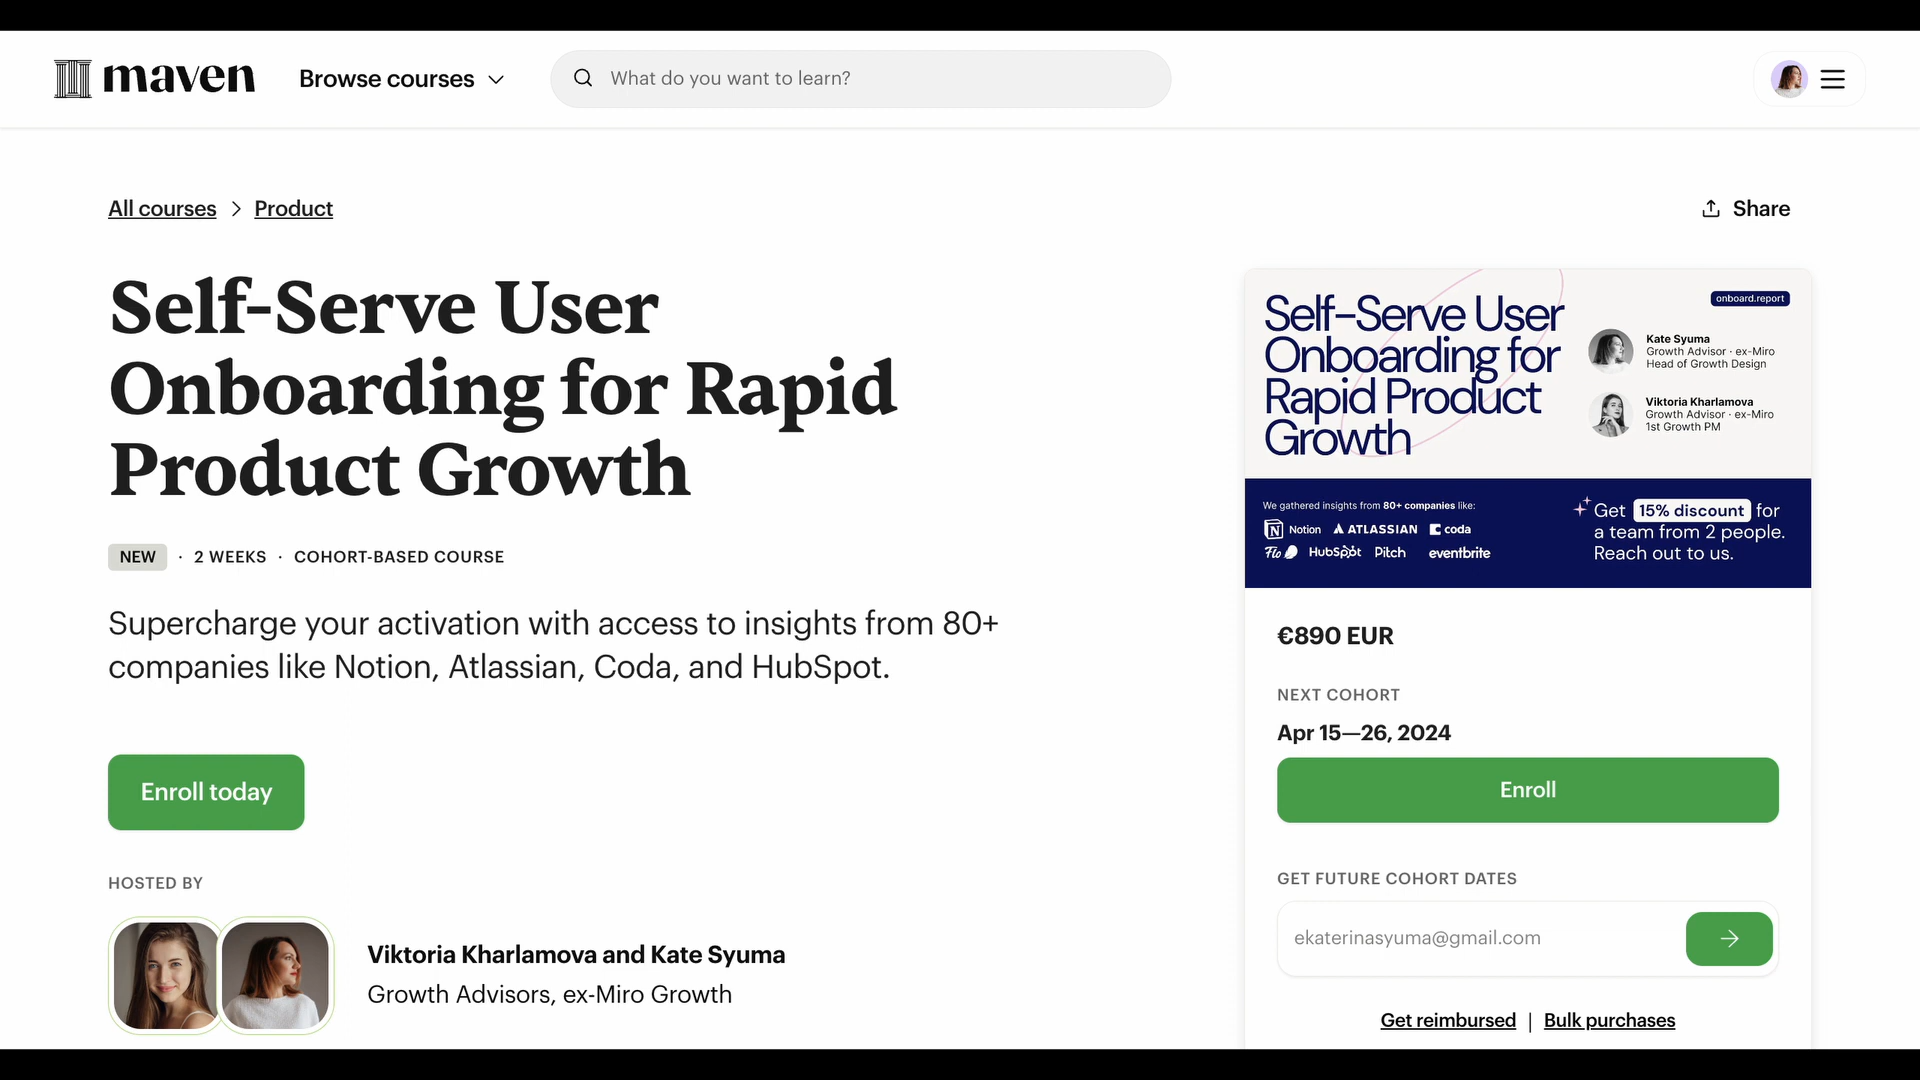 maven
Browse courses
What do you want to learn?
All courses > Product
Share
Self-Serve User
Onboarding for Rapid
Product Growth
NEW · 2 WEEKS · COHORT-BASED COURSE
Supercharge your activation with access to insights from 80+
companies like Notion, Atlassian, Coda, and HubSpot.
Enroll today
HOSTED BY
Viktoria Kharlamova and Kate Syuma
Growth Advisors, ex-Miro Growth
Self-Serve User
Onboarding for
Rapid Product
Growth
onboard.report
Kate Syuma
Growth Advisor · ex-Miro
Head of Growth Design
Viktoria Kharlamova
Growth Advisor · ex-Miro
1st Growth PM
We gathered insights from 80+ companies like:
Notion ATLASSIAN coda
Flo HubSpot Pitch eventbrite
Get 15% discount for
a team from 2 people.
Reach out to us.
€890 EUR
NEXT COHORT
Apr 15—26, 2024
Enroll
GET FUTURE COHORT DATES
ekaterinasyuma@gmail.com
Get reimbursed | Bulk purchases